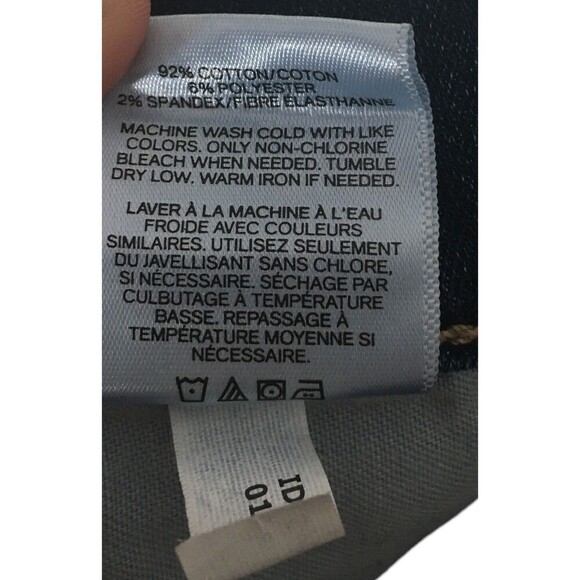 92% COTTON/COTON
6% POLYESTER
2% SPANDEX/FIBRE ELASTHANNE
MACHINE WASH COLD WITH LIKE
COLORS. ONLY NON-CHLORINE
BLEACH WHEN NEEDED. TUMBLE
DRY LOW. WARM IRON IF NEEDED.
LAVER À LA MACHINE À L'EAU
FROIDE AVEC COULEURS
SIMILAIRES. UTILISEZ SEULEMENT
DU JAVELLISANT SANS CHLORE,
SI NÉCESSAIRE. SÉCHAGE PAR
CULBUTAGE À TEMPÉRATURE
BASSE. REPASSAGE À
TEMPÉRATURE MOYENNE SI
NÉCESSAIRE.
ID
01